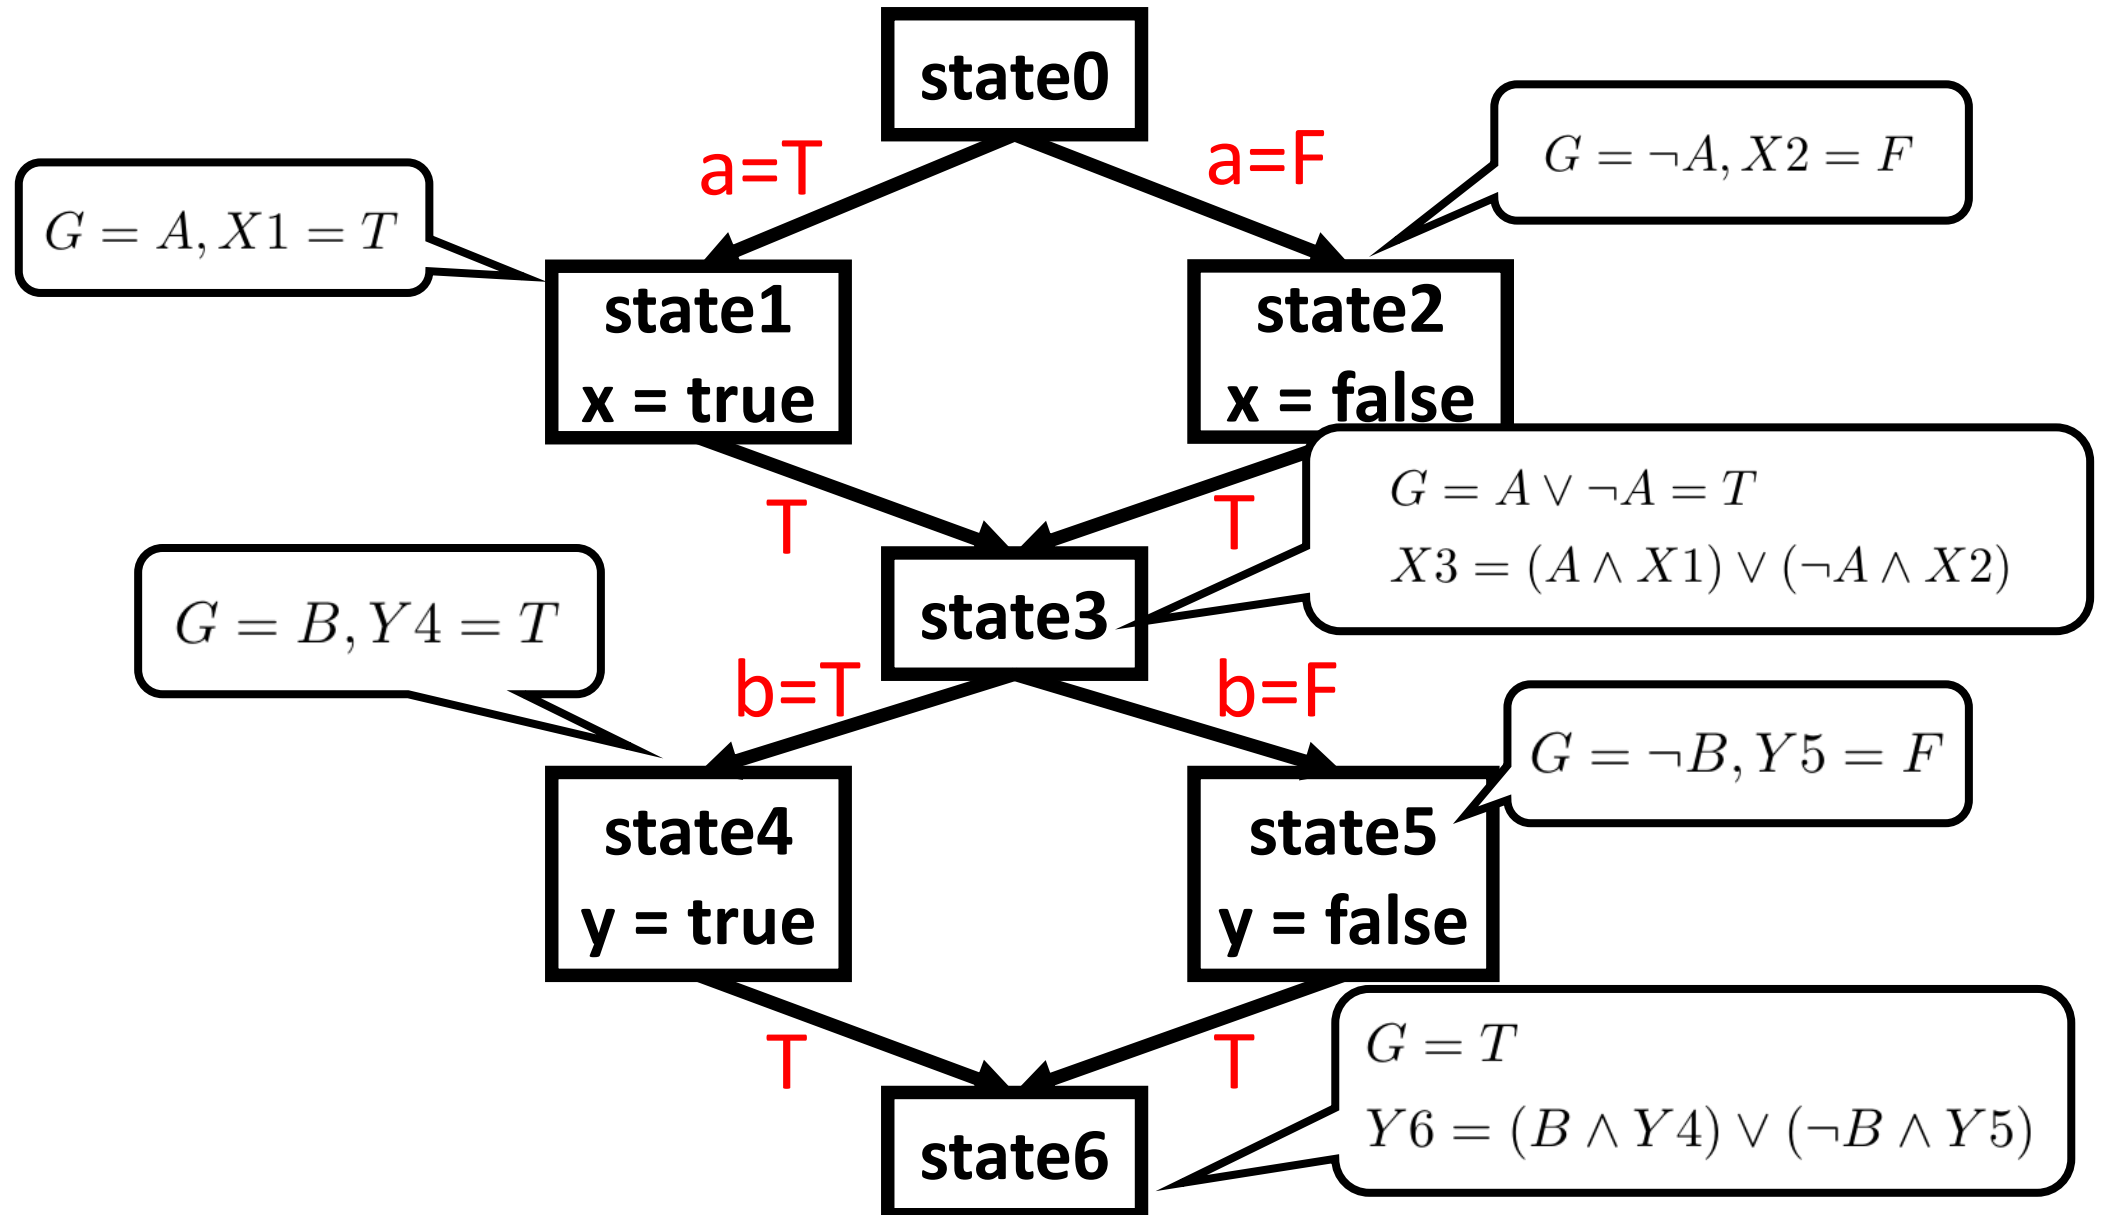 state0
a=T
a=F
G = ¬A, X2 = F
G = A, X1 = T
state1
x = true
state2
x = false
T
T
G = A ∨ ¬A = T
X3 = (A ∧ X1) ∨ (¬A ∧ X2)
state3
G = B, Y4 = T
b=T
b=F
G = ¬B, Y5 = F
state4
y = true
state5
y = false
T
T
G = T
Y6 = (B ∧ Y4) ∨ (¬B ∧ Y5)
state6